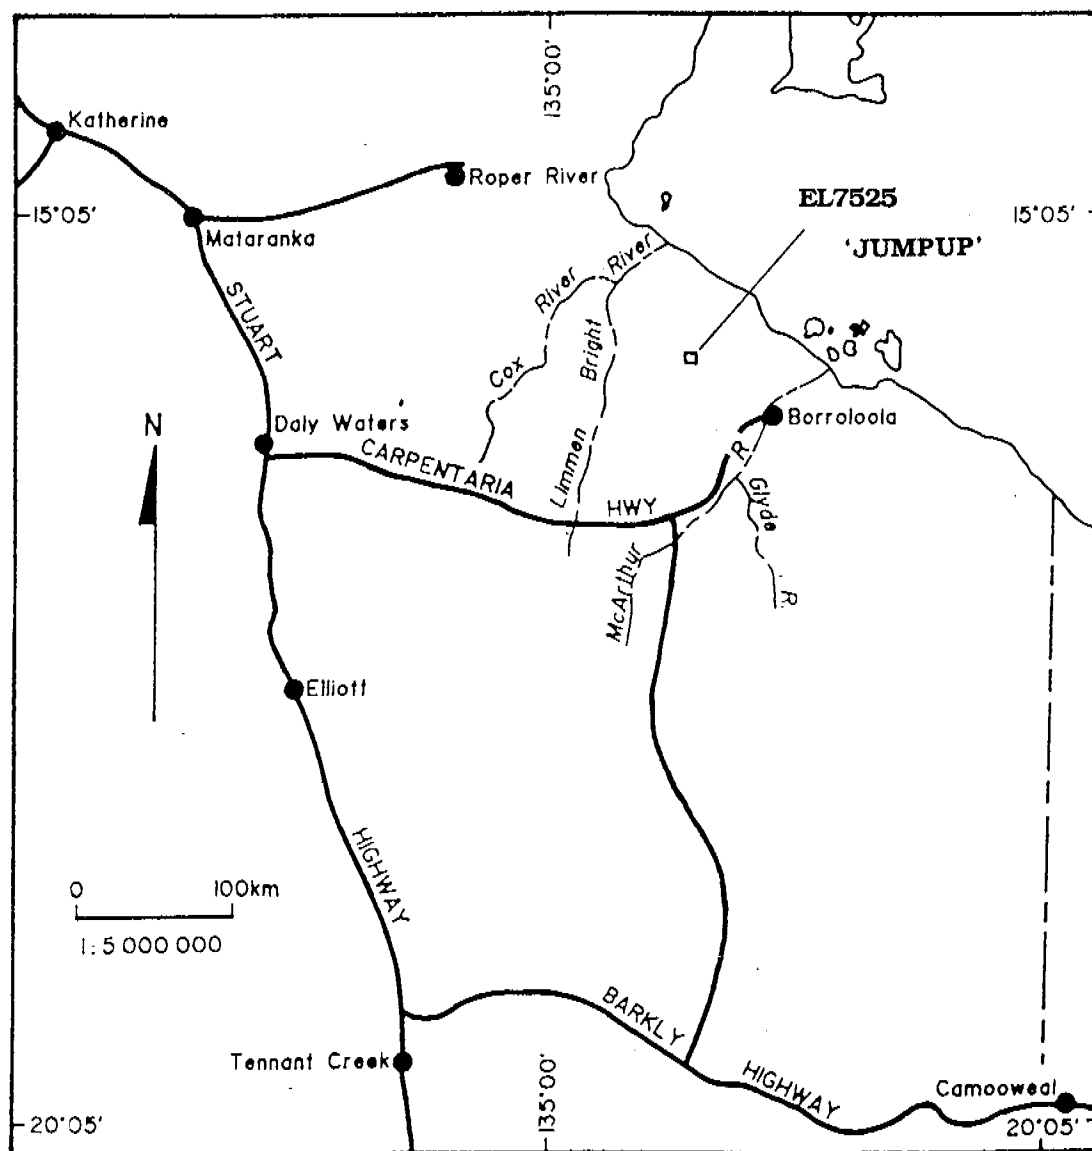 135°00'
Katherine
Roper River
15°05'
EL7525
15°05'
Mataranka
'JUMPUP'
River
River
STUART
Cox
Bright
Daly Waters
Borroloola
N
CARPENTARIA
R.
Limmen
HWY
Glyde
McArthur
R.
Elliott
HIGHWAY
0 100km
1:5 000 000
BARKLY
Tennant Creek
HIGHWAY
Camooweal
135°00'
20°05'
20°05'